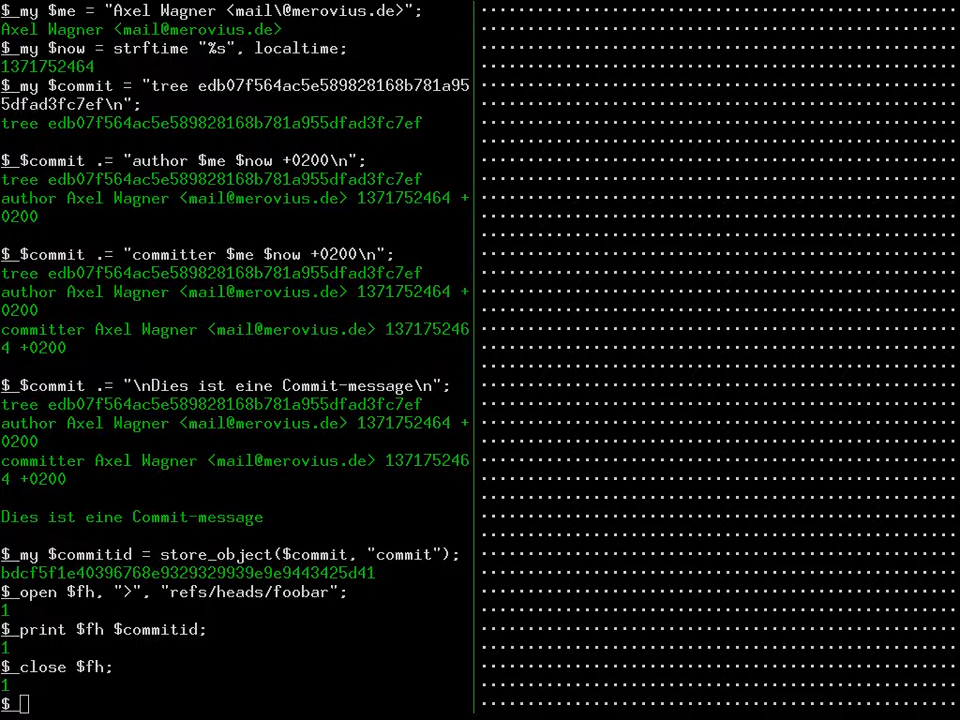 $ my $me = "Axel Wagner <mail\@merovius.de>";
Axel Wagner <mail@merovius.de>
$ my $now = strftime "%s", localtime;
1371752464
$ my $commit = "tree edb07f564ac5e589828168b781a95
5dfad3fc7ef\n";
tree edb07f564ac5e589828168b781a955dfad3fc7ef
$ $commit .= "author $me $now +0200\n";
tree edb07f564ac5e589828168b781a955dfad3fc7ef
author Axel Wagner <mail@merovius.de> 1371752464 +
0200
$ $commit .= "committer $me $now +0200\n";
tree edb07f564ac5e589828168b781a955dfad3fc7ef
author Axel Wagner <mail@merovius.de> 1371752464 +
0200
committer Axel Wagner <mail@merovius.de> 137175246
4 +0200
$ $commit .= "\nDies ist eine Commit-message\n";
tree edb07f564ac5e589828168b781a955dfad3fc7ef
author Axel Wagner <mail@merovius.de> 1371752464 +
0200
committer Axel Wagner <mail@merovius.de> 137175246
4 +0200
Dies ist eine Commit-message
$ my $commitid = store_object($commit, "commit");
bdcf5f1e40396768e9329329939e9e9443425d41
$ open $fh, ">", "refs/heads/foobar";
1
$ print $fh $commitid;
1
$ close $fh;
1
$